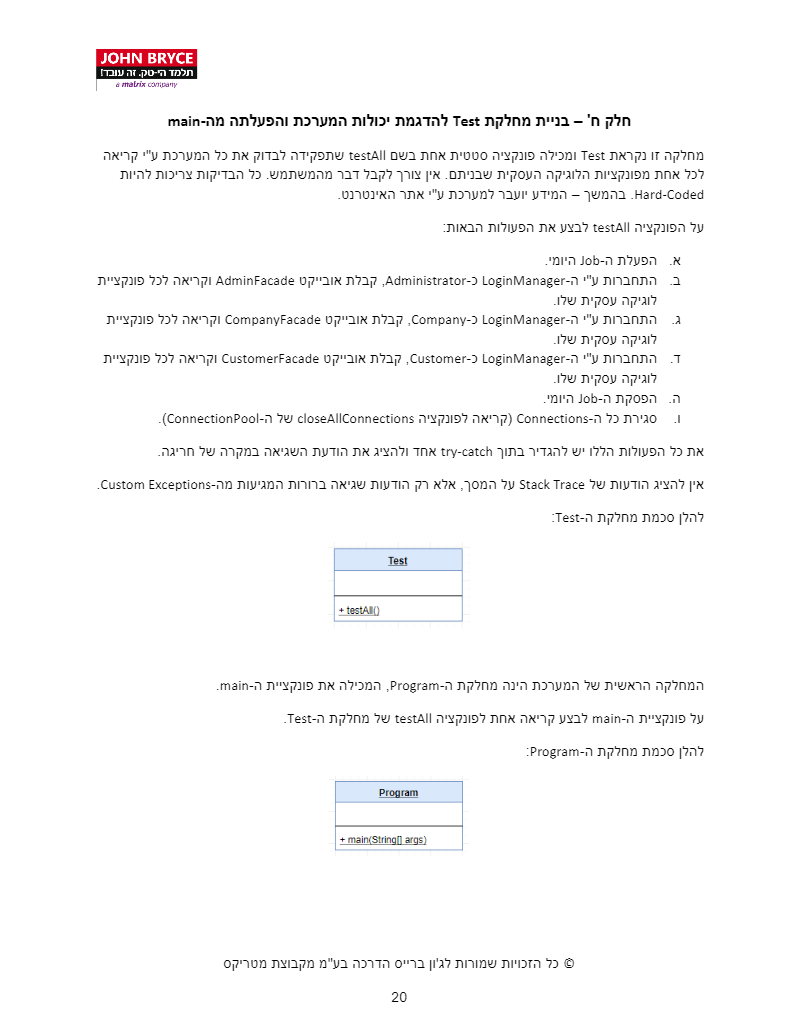 JOHN BRYCE
תלמד הי-טק. זה עובד!
a matrix company
חלק ח' – בניית מחלקת Test להדגמת יכולות המערכת והפעלתה מה-main
מחלקה זו נקראת Test ומכילה פונקציה סטטית אחת בשם testAll שתפקידה לבדוק את כל המערכת ע"י קריאה
לכל אחת מפונקציות הלוגיקה העסקית שבניתם. אין צורך לקבל דבר מהמשתמש. כל הבדיקות צריכות להיות
Hard-Coded. בהמשך – המידע יועבר למערכת ע"י אתר האינטרנט.
על הפונקציה testAll לבצע את הפעולות הבאות:
א. הפעלת ה-Job היומי.
ב. התחברות ע"י ה-LoginManager כ-Administrator, קבלת אובייקט AdminFacade וקריאה לכל פונקציית
לוגיקה עסקית שלו.
ג. התחברות ע"י ה-LoginManager כ-Company, קבלת אובייקט CompanyFacade וקריאה לכל פונקציית
לוגיקה עסקית שלו.
ד. התחברות ע"י ה-LoginManager כ-Customer, קבלת אובייקט CustomerFacade וקריאה לכל פונקציית
לוגיקה עסקית שלו.
ה. הפסקת ה-Job היומי.
ו. סגירת כל ה-Connections (קריאה לפונקציה closeAllConnections של ה-ConnectionPool).
את כל הפעולות הללו יש להגדיר בתוך try-catch אחד ולהציג את הודעת השגיאה במקרה של חריגה.
אין להציג הודעות של Stack Trace על המסך, אלא רק הודעות שגיאה ברורות המגיעות מה-Custom Exceptions.
להלן סכמת מחלקת ה-Test:
Test
+ testAll()
המחלקה הראשית של המערכת הינה מחלקת ה-Program, המכילה את פונקציית ה-main.
על פונקציית ה-main לבצע קריאה אחת לפונקציה testAll של מחלקת ה-Test.
להלן סכמת מחלקת ה-Program:
Program
+ main(String[] args)
© כל הזכויות שמורות לג'ון ברייס הדרכה בע"מ מקבוצת מטריקס
20